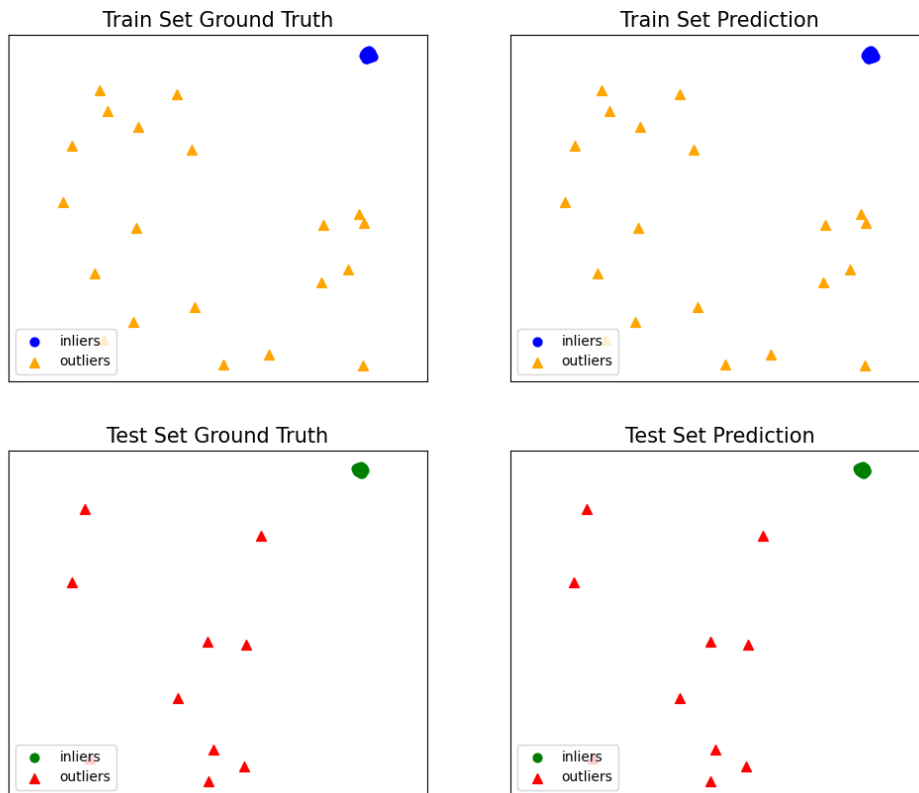 Train Set Ground Truth
Train Set Prediction
inliers
outliers
inliers
outliers
Test Set Ground Truth
Test Set Prediction
inliers
outliers
inliers
outliers